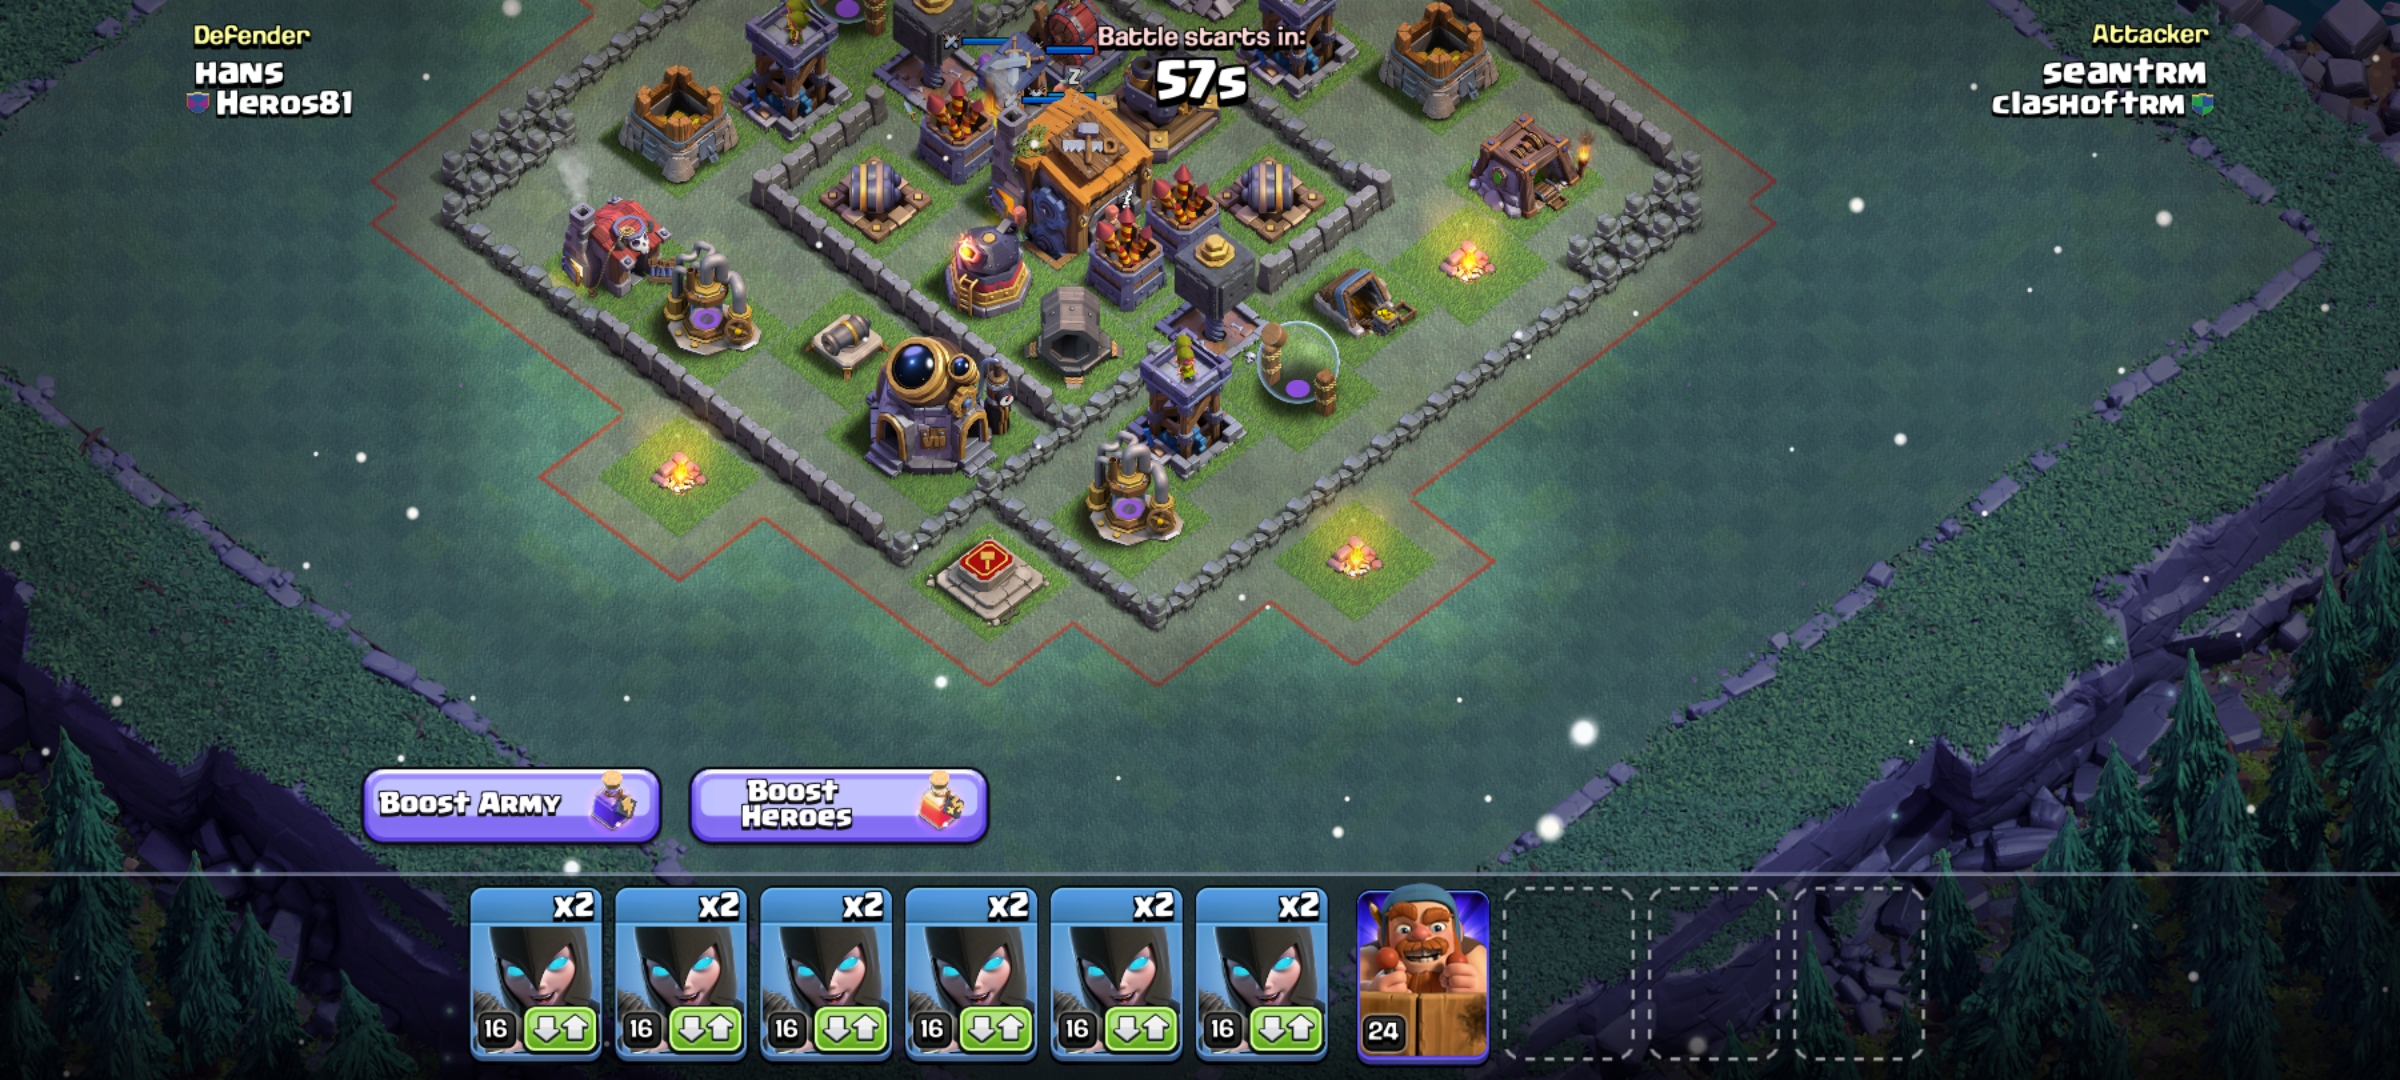 Defender
Hans
Heros81
Battle starts in:
57s
Attacker
seantRM
clashoftRM
Boost Army
Boost
Heroes
x2
x2
x2
x2
x2
x2
16
16
16
16
16
16
24